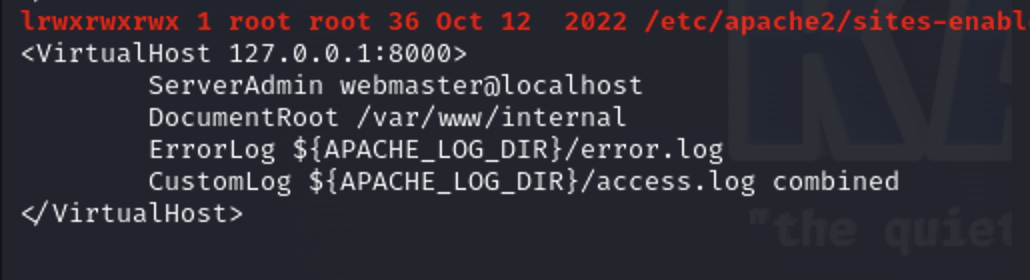 lrwxrwxrwx 1 root root 36 Oct 12  2022 /etc/apache2/sites-enabl
<VirtualHost 127.0.0.1:8000>
        ServerAdmin webmaster@localhost
        DocumentRoot /var/www/internal
        ErrorLog ${APACHE_LOG_DIR}/error.log
        CustomLog ${APACHE_LOG_DIR}/access.log combined
</VirtualHost>
KA
"the quiet